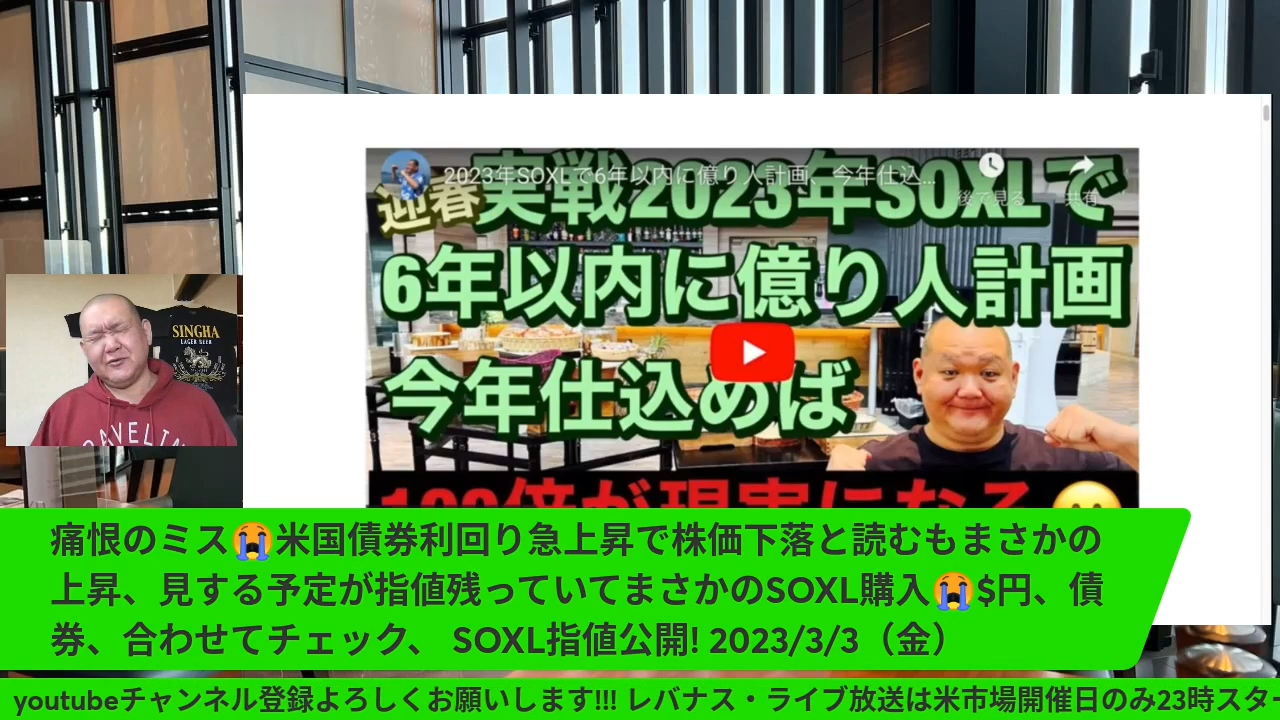 2023年SOXLで6年以内に億り人計画、今年仕込...
後で見る
共有
迎春実戦2023年SOXLで
6年以内に億り人計画
今年仕込めば
SINGHA
LAGER BEER
痛恨のミス😭米国債券利回り急上昇で株価下落と読むもまさかの
上昇、見する予定が指値残っていてまさかのSOXL購入😭$円、債
券、合わせてチェック、 SOXL指値公開! 2023/3/3（金）
youtubeチャンネル登録よろしくお願いします!!! レバナス・ライブ放送は米市場開催日のみ23時スター